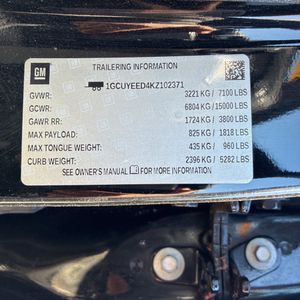 GM
TRAILERING INFORMATION
1GCUYEED4KZ102371
GVWR: 3221 KG / 7100 LBS
GCWR: 6804 KG / 15000 LBS
GAWR RR: 1724 KG / 3800 LBS
MAX PAYLOAD: 825 KG / 1818 LBS
MAX TONGUE WEIGHT: 435 KG / 960 LBS
CURB WEIGHT: 2396 KG / 5282 LBS
SEE OWNER'S MANUAL FOR MORE INFORMATION